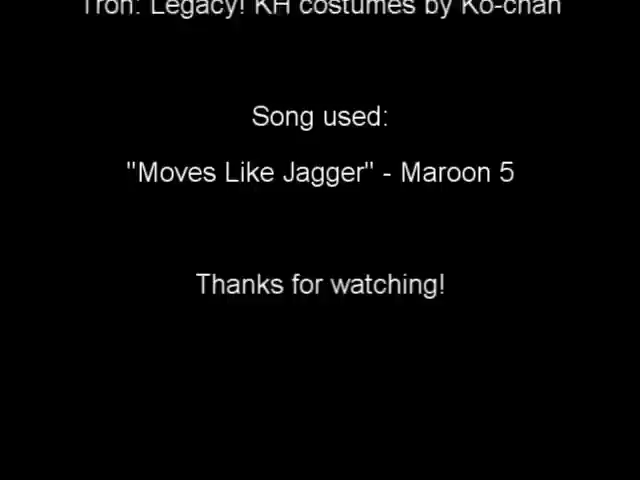 Tron: Legacy! KH costumes by Ko-chan
Song used:
"Moves Like Jagger" - Maroon 5
Thanks for watching!